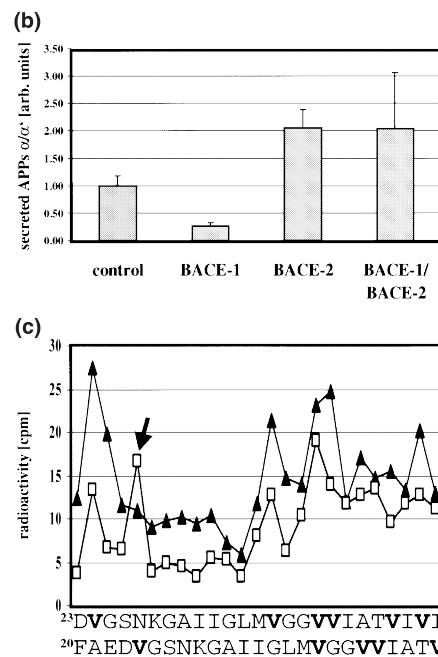 (b)
secreted APPs α/α' [arb. units]
3.50
3.00
2.50
2.00
1.50
1.00
0.50
0.00
control
BACE-1
BACE-2
BACE-1/
BACE-2
(c)
radioactivity [cpm]
30
25
20
15
10
5
0
23DVGSNKGAIIGLMVGGVVIATVIVI
20FAEDVGSNKGAIIGLMVGGVVIATV